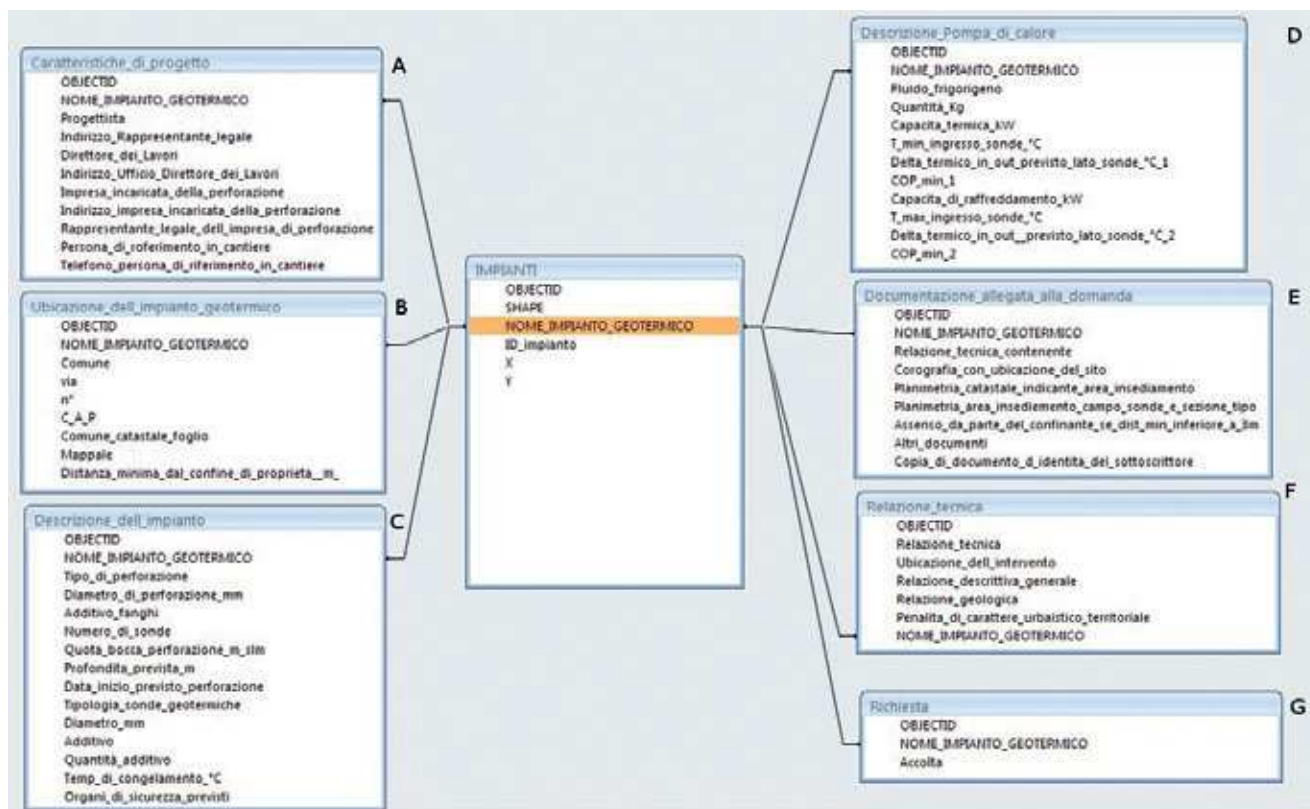 Caratteristiche_di_progetto
A
OBJECTID
NOME_IMPIANTO_GEOTERMICO
Progettista
Indirizzo_Rappresentante_legale
Direttore_dei_Lavori
Indirizzo_Ufficio_Direttore_dei_Lavori
Impresa_incaricata_della_perforazione
Indirizzo_impresa_incaricata_della_perforazione
Rappresentante_legale_dell_impresa_di_perforazione
Persona_di_roferimento_in_cantiere
Telefono_persona_di_riferimento_in_cantiere
Ubicazione_dell_impianto_geotermico
B
OBJECTID
NOME_IMPIANTO_GEOTERMICO
Comune
via
n°
C_A_P
Comune_catastale_foglio
Mappale
Distanza_minima_dal_confine_di_proprieta__m_
Descrizione_dell_impianto
C
OBJECTID
NOME_IMPIANTO_GEOTERMICO
Tipo_di_perforazione
Diametro_di_perforazione_mm
Additivo_fanghi
Numero_di_sonde
Quota_bocca_perforazione_m_slm
Profondita_prevista_m
Data_inizio_previsto_perforazione
Tipologia_sonde_geotermiche
Diametro_mm
Additivo
Quantità_additivo
Temp_di_congelamento_°C
Organi_di_sicurezza_previsti
IMPIANTI
OBJECTID
SHAPE
NOME_IMPIANTO_GEOTERMICO
ID_impianto
X
Y
Descrizione_Pompa_di_calore
D
OBJECTID
NOME_IMPIANTO_GEOTERMICO
Fluido_frigorigeno
Quantità_Kg
Capacita_termica_kW
T_min_ingresso_sonde_°C
Delta_termico_in_out_previsto_lato_sonde_°C_1
COP_min_1
Capacita_di_raffreddamento_kW
T_max_ingresso_sonde_°C
Delta_termico_in_out__previsto_lato_sonde_°C_2
COP_min_2
Documentazione_allegata_alla_domanda
E
OBJECTID
NOME_IMPIANTO_GEOTERMICO
Relazione_tecnica_contenente
Corografia_con_ubicazione_del_sito
Planimetria_catastale_indicante_area_insediamento
Planimetria_area_insediemento_campo_sonde_e_sezione_tipo
Assenso_da_parte_del_confinante_se_dist_min_inferiore_a_3m
Altri_documenti
Copia_di_documento_d_identita_del_sottoscrittore
F
Relazione_tecnica
OBJECTID
Relazione_tecnica
Ubicazione_dell_intervento
Relazione_descrittiva_generale
Relazione_geologica
Penalita_di_carattere_urbaistico_territoriale
NOME_IMPIANTO_GEOTERMICO
Richiesta
G
OBJECTID
NOME_IMPIANTO_GEOTERMICO
Accolta